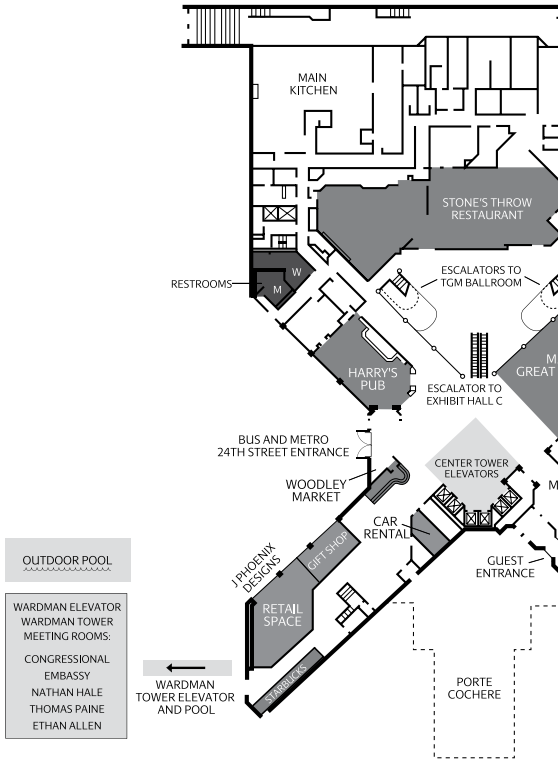 MAIN
KITCHEN
STONE'S THROW
RESTAURANT
W
M
RESTROOMS
ESCALATORS TO
TGM BALLROOM
M
GREAT
HARRY'S
PUB
ESCALATOR TO
EXHIBIT HALL C
BUS AND METRO
24TH STREET ENTRANCE
CENTER TOWER
ELEVATORS
WOODLEY
MARKET
M
CAR
RENTAL
GIFT SHOP
J PHOENIX
DESIGNS
GUEST
ENTRANCE
OUTDOOR POOL
RETAIL
SPACE
WARDMAN ELEVATOR
WARDMAN TOWER
MEETING ROOMS:
CONGRESSIONAL
EMBASSY
NATHAN HALE
THOMAS PAINE
ETHAN ALLEN
STARBUCKS
WARDMAN
TOWER ELEVATOR
AND POOL
PORTE
COCHERE